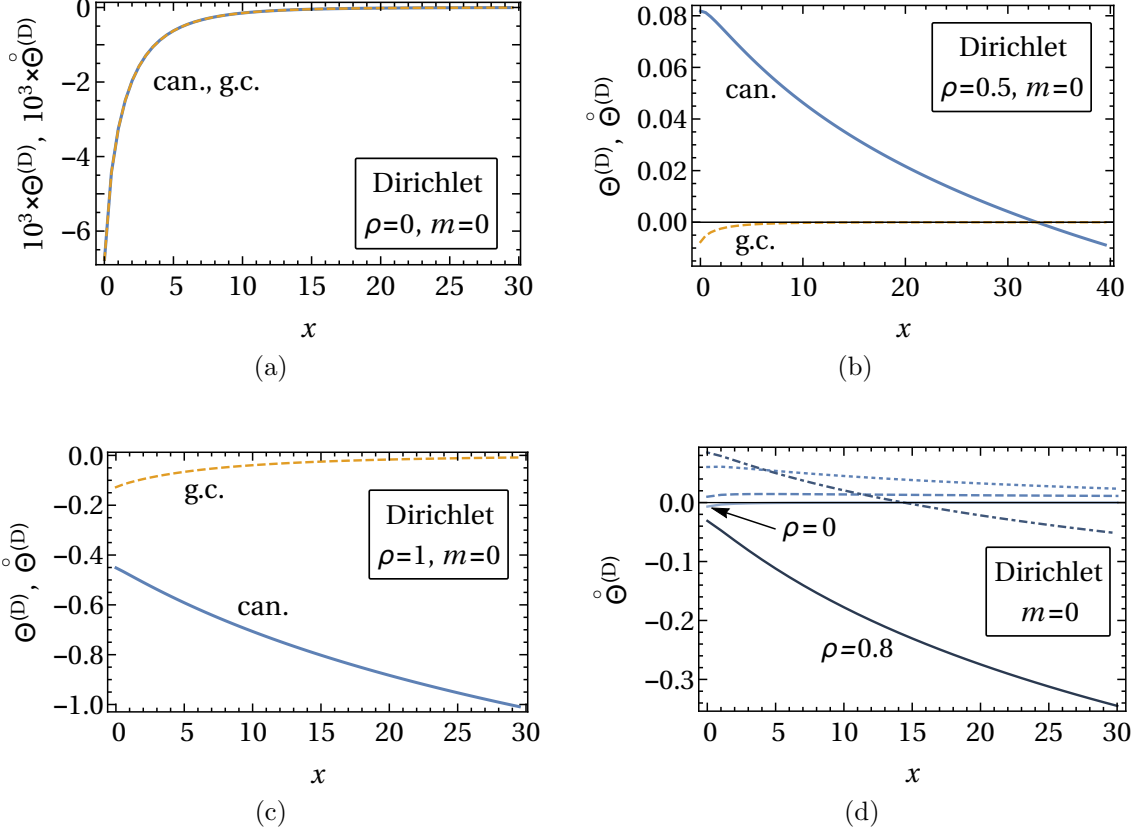 0
−2
−4
−6
10³×Θ⁽ᴰ⁾, 10³×Θ̊⁽ᴰ⁾
can., g.c.
Dirichlet
ρ=0, m=0
0 5 10 15 20 25 30
x
(a)
0.08
0.06
0.04
0.02
0.00
Θ⁽ᴰ⁾, Θ̊⁽ᴰ⁾
can.
g.c.
Dirichlet
ρ=0.5, m=0
0 10 20 30 40
x
(b)
0.0
−0.2
−0.4
−0.6
−0.8
−1.0
Θ⁽ᴰ⁾, Θ̊⁽ᴰ⁾
g.c.
can.
Dirichlet
ρ=1, m=0
0 5 10 15 20 25 30
x
(c)
0.0
−0.1
−0.2
−0.3
Θ̊⁽ᴰ⁾
ρ=0
ρ=0.8
Dirichlet
m=0
0 5 10 15 20 25 30
x
(d)